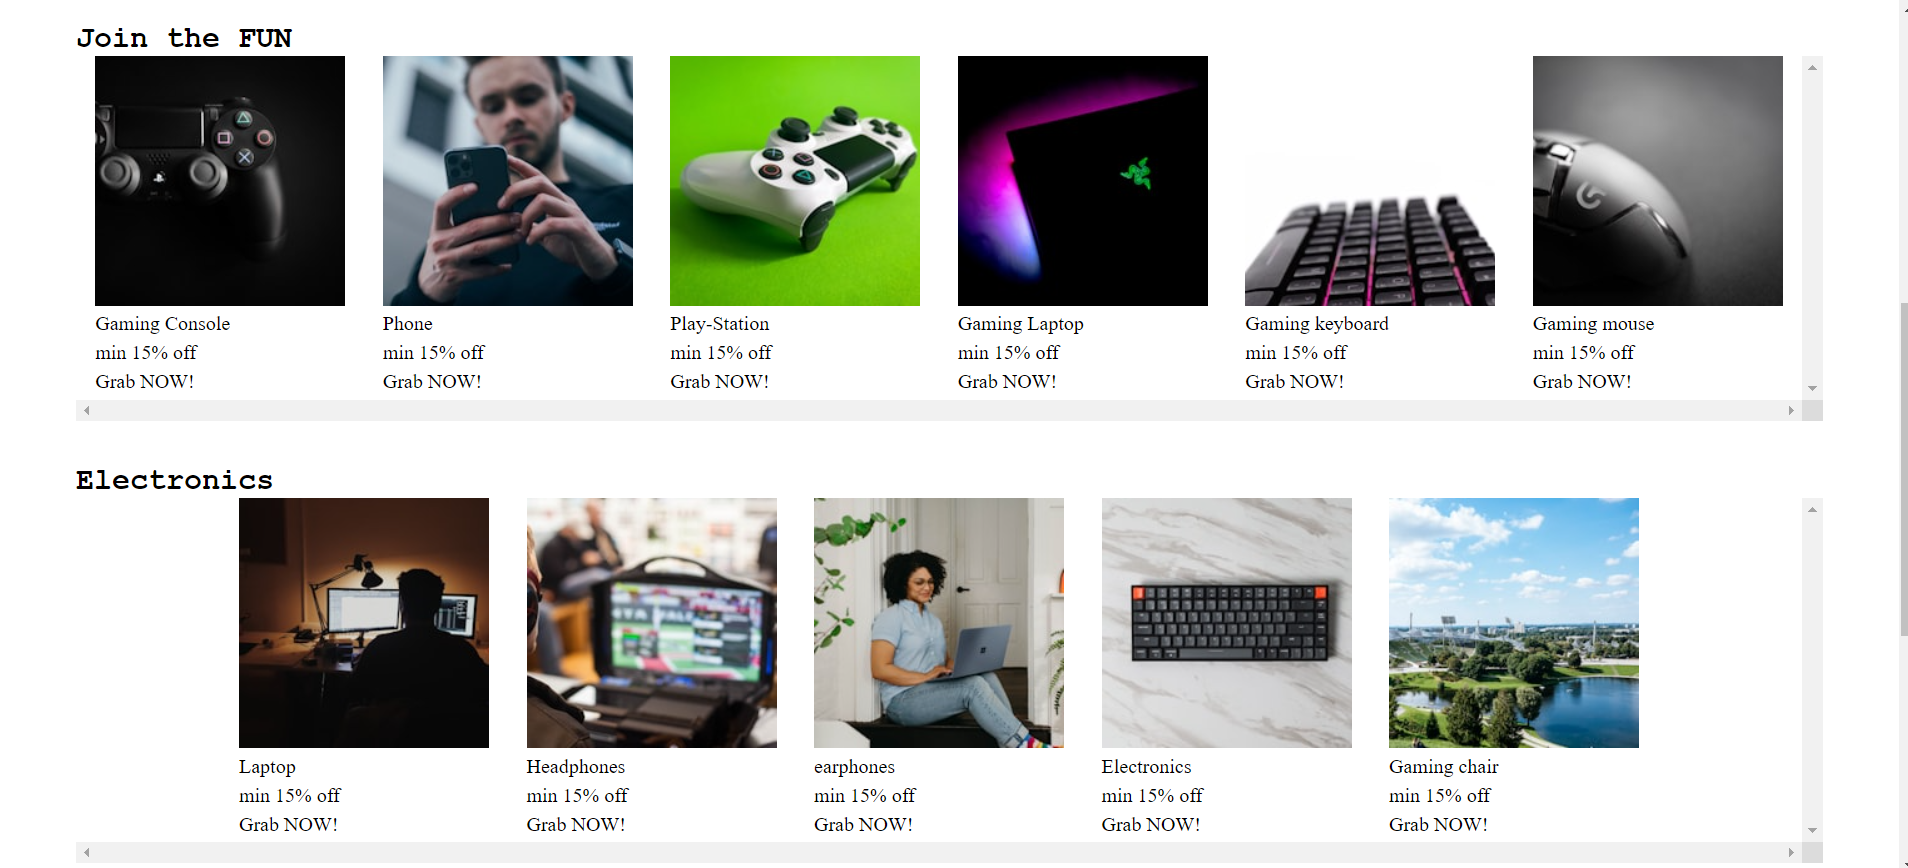 Join the FUN
Gaming Console
min 15% off
Grab NOW!
Phone
min 15% off
Grab NOW!
Play-Station
min 15% off
Grab NOW!
Gaming Laptop
min 15% off
Grab NOW!
Gaming keyboard
min 15% off
Grab NOW!
Gaming mouse
min 15% off
Grab NOW!
Electronics
Laptop
min 15% off
Grab NOW!
Headphones
min 15% off
Grab NOW!
earphones
min 15% off
Grab NOW!
Electronics
min 15% off
Grab NOW!
Gaming chair
min 15% off
Grab NOW!